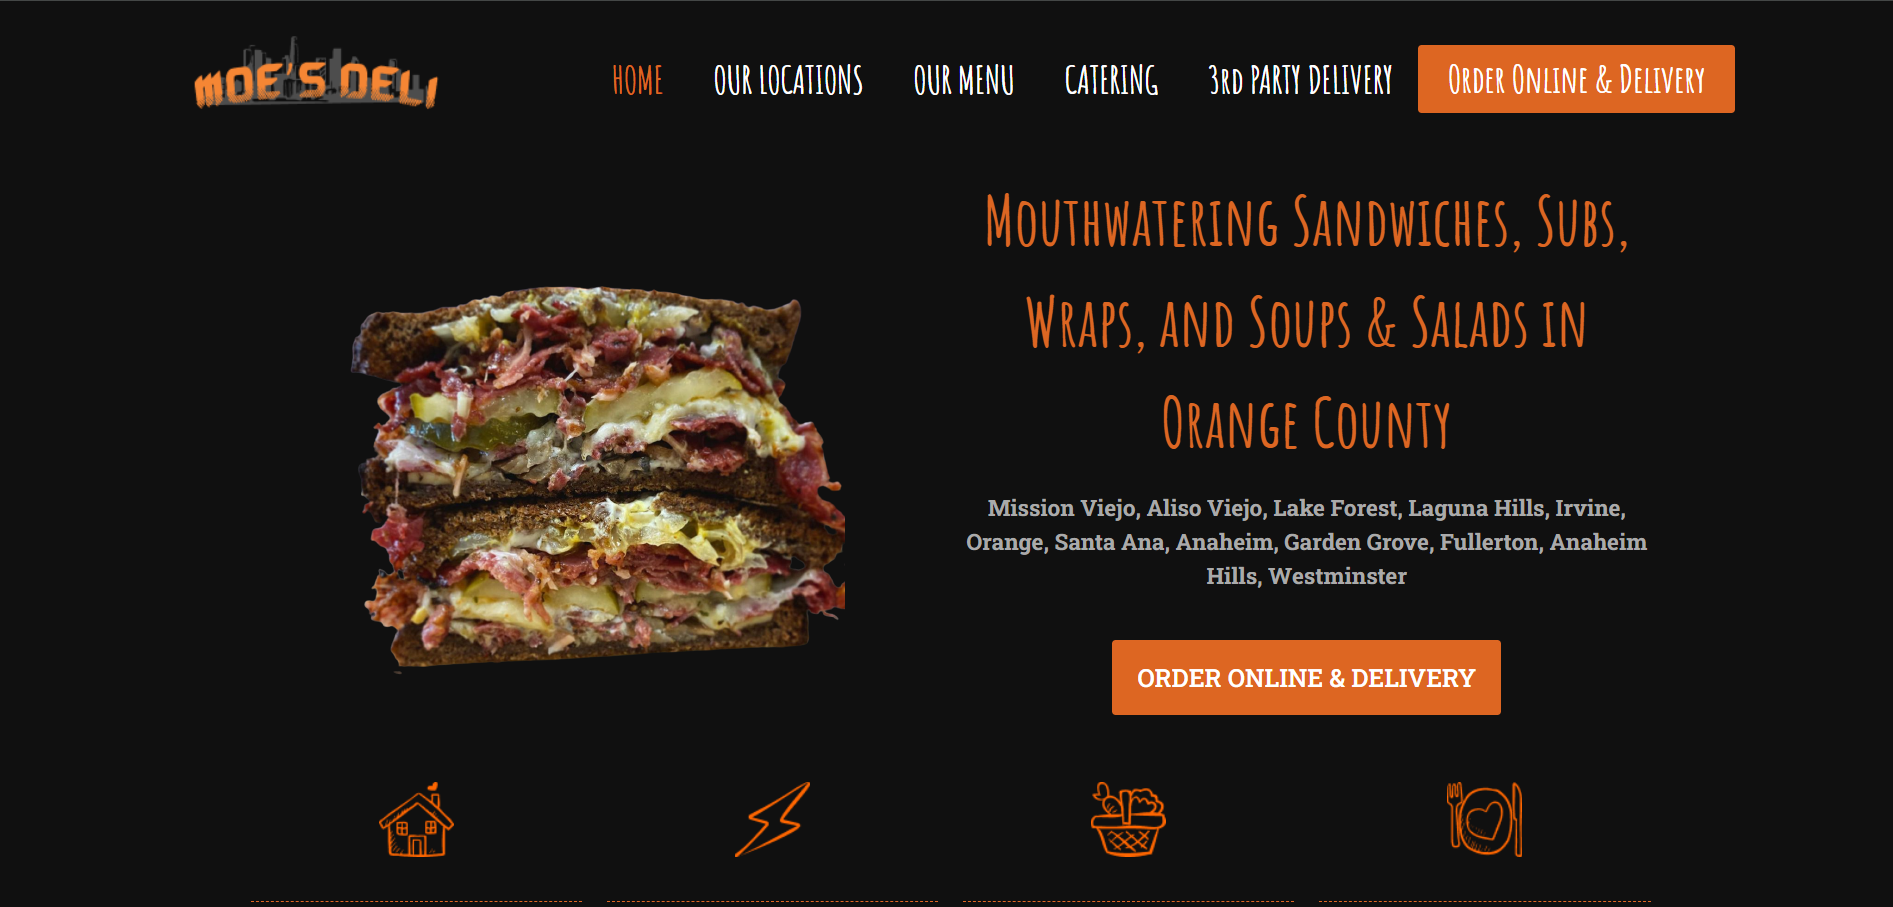 MOE'S DELI
HOME
OUR LOCATIONS
OUR MENU
CATERING
3RD PARTY DELIVERY
ORDER ONLINE & DELIVERY
MOUTHWATERING SANDWICHES, SUBS,
WRAPS, AND SOUPS & SALADS IN
ORANGE COUNTY
Mission Viejo, Aliso Viejo, Lake Forest, Laguna Hills, Irvine,
Orange, Santa Ana, Anaheim, Garden Grove, Fullerton, Anaheim
Hills, Westminster
ORDER ONLINE & DELIVERY